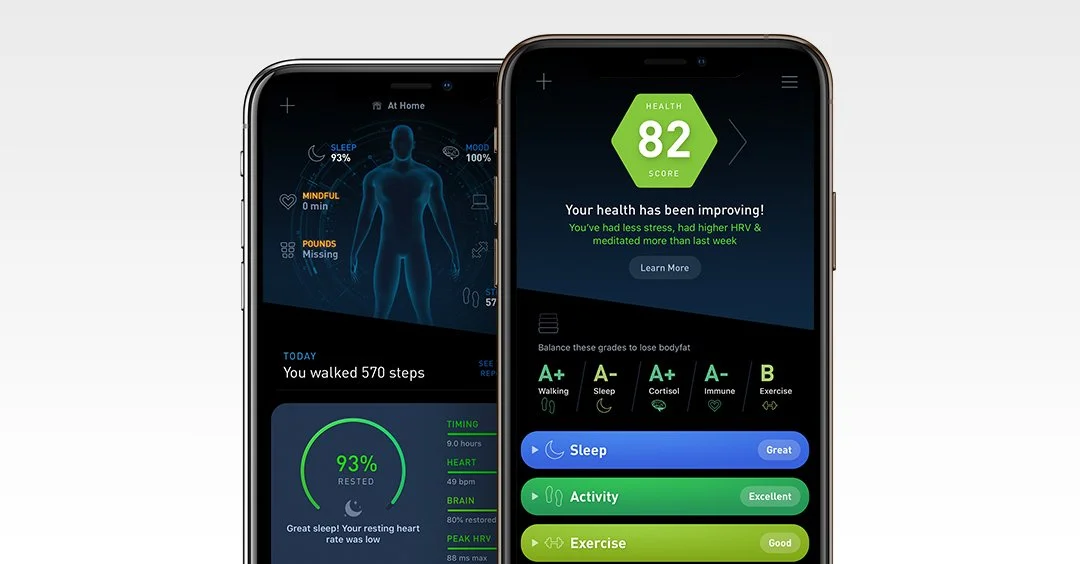 At Home
SLEEP
93%
MOOD
100%
MINDFUL
0 min
POUNDS
Missing
57
TODAY
You walked 570 steps
SEE
93%
RESTED
Great sleep! Your resting heart
rate was low
TIMING
9.0 hours
HEART
49 bpm
BRAIN
80% restored
PEAK HRV
88 ms max
HEALTH
82
SCORE
Your health has been improving!
You've had less stress, had higher HRV &
meditated more than last week
Learn More
Balance these grades to lose bodyfat
A+ A- A+ A- B
Walking Sleep Cortisol Immune Exercise
Sleep Great
Activity Excellent
Exercise Good